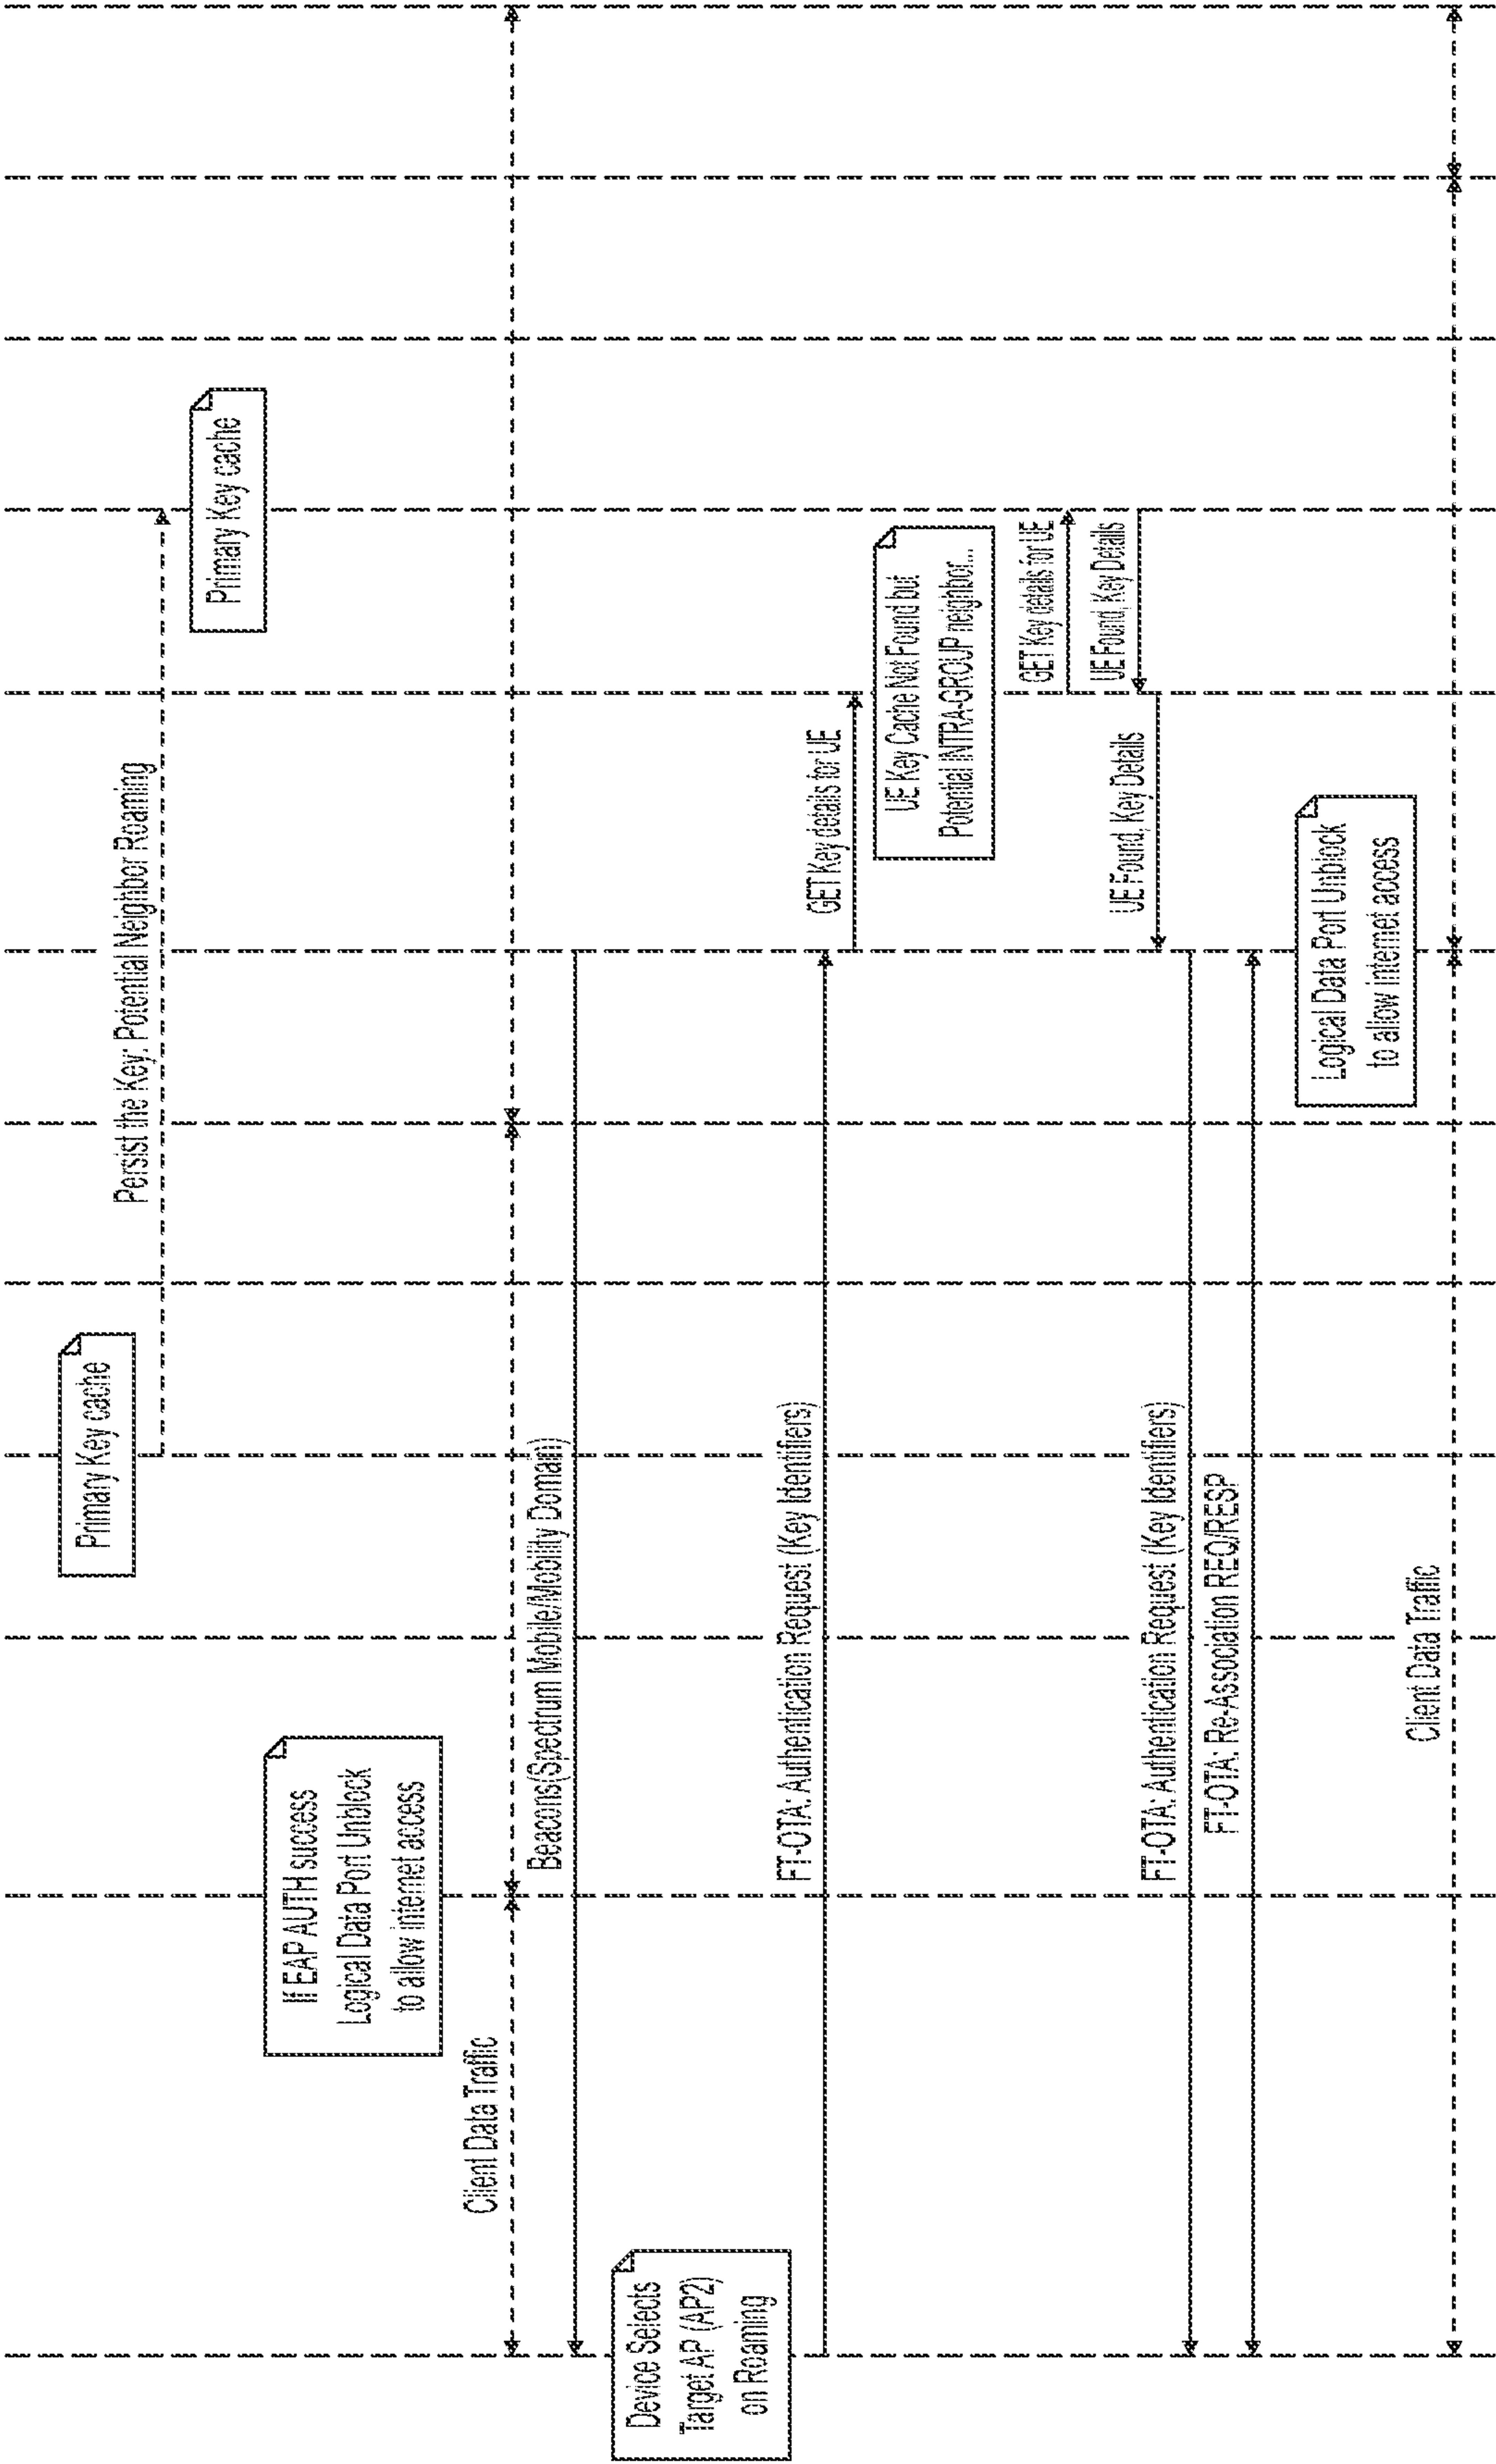 Primary Key cache
Persist the Key: Potential Neighbor Roaming
Primary Key cache
If EAP AUTH success
Logical Data Port Unblock
to allow internet access
Client Data Traffic
Beacons(Spectrum Mobile/Mobility Domain)
Device Selects
Target AP (AP2)
on Roaming
FT-OTA: Authentication Request (Key Identifiers)
GET Key details for UE
UE Key Cache Not Found but
Potential INTRA-GROUP neighbor...
GET Key details for UE
UE Found, Key Details
UE Found, Key Details
FT-OTA: Authentication Request (Key Identifiers)
FT-OTA: Re-Association REQ/RESP
Logical Data Port Unblock
to allow internet access
Client Data Traffic